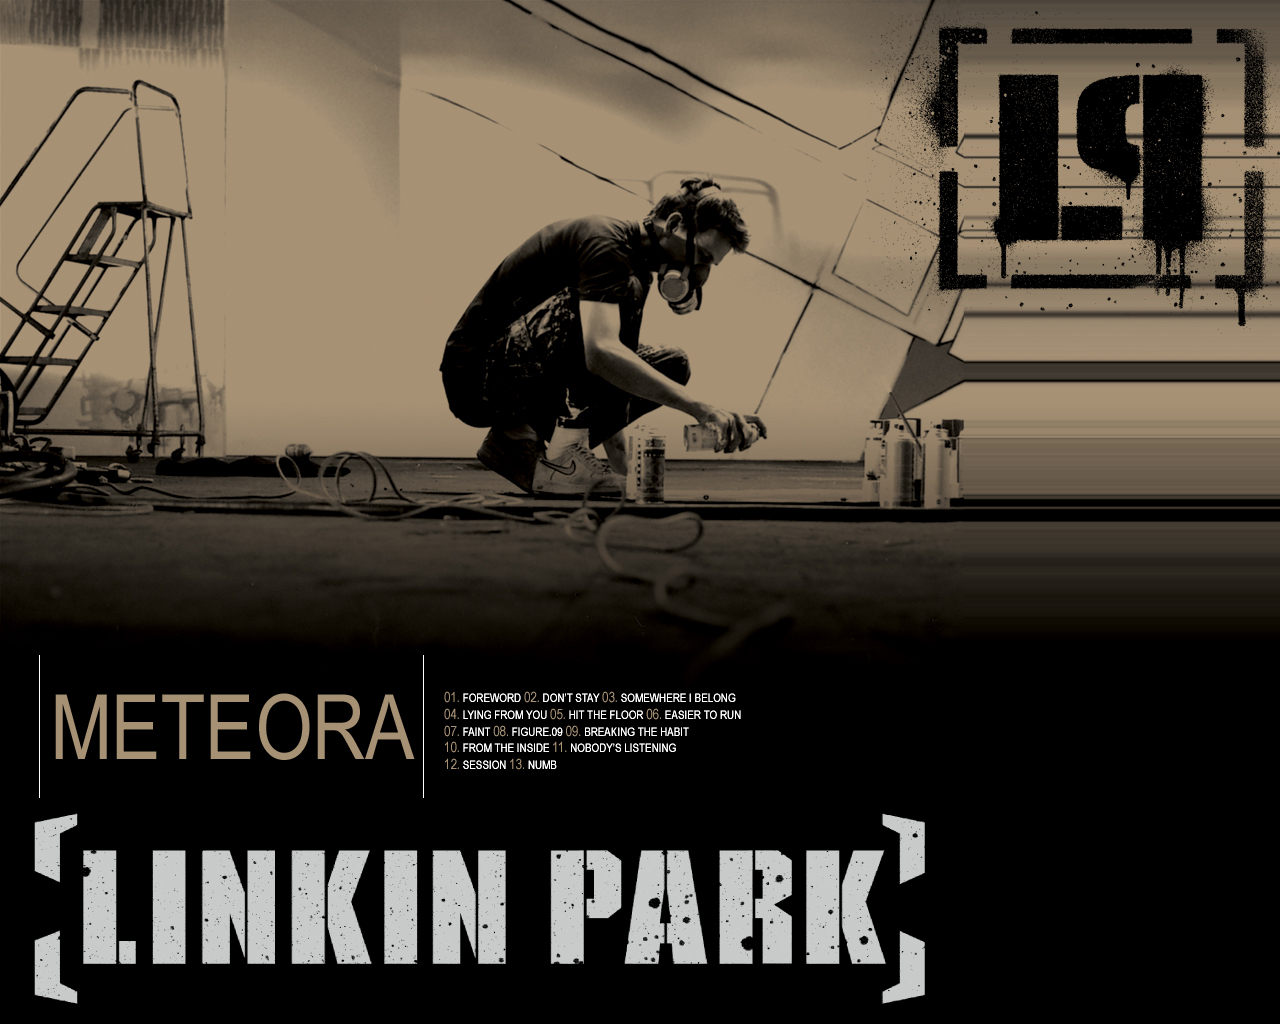 LP
METEORA
01. FOREWORD 02. DON'T STAY 03. SOMEWHERE I BELONG
04. LYING FROM YOU 05. HIT THE FLOOR 06. EASIER TO RUN
07. FAINT 08. FIGURE.09 09. BREAKING THE HABIT
10. FROM THE INSIDE 11. NOBODY'S LISTENING
12. SESSION 13. NUMB
[LINKIN PARK]